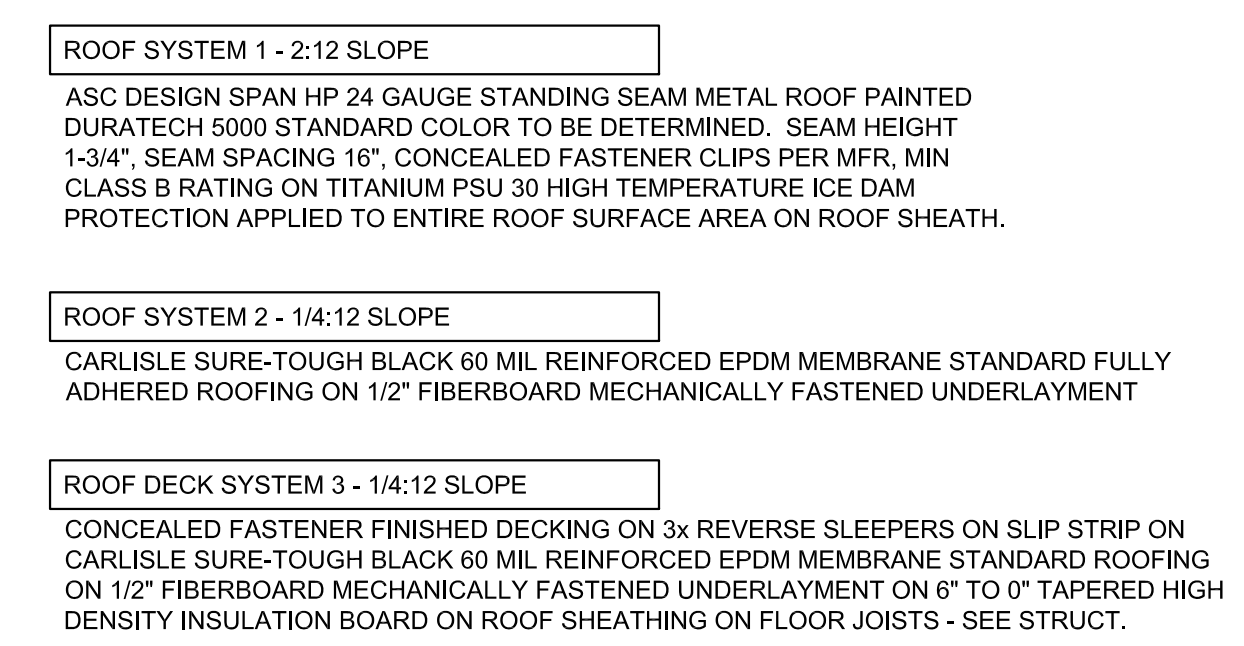 ROOF SYSTEM 1 - 2:12 SLOPE
ASC DESIGN SPAN HP 24 GAUGE STANDING SEAM METAL ROOF PAINTED
DURATECH 5000 STANDARD COLOR TO BE DETERMINED.  SEAM HEIGHT
1-3/4", SEAM SPACING 16", CONCEALED FASTENER CLIPS PER MFR, MIN
CLASS B RATING ON TITANIUM PSU 30 HIGH TEMPERATURE ICE DAM
PROTECTION APPLIED TO ENTIRE ROOF SURFACE AREA ON ROOF SHEATH.
ROOF SYSTEM 2 - 1/4:12 SLOPE
CARLISLE SURE-TOUGH BLACK 60 MIL REINFORCED EPDM MEMBRANE STANDARD FULLY
ADHERED ROOFING ON 1/2" FIBERBOARD MECHANICALLY FASTENED UNDERLAYMENT
ROOF DECK SYSTEM 3 - 1/4:12 SLOPE
CONCEALED FASTENER FINISHED DECKING ON 3x REVERSE SLEEPERS ON SLIP STRIP ON
CARLISLE SURE-TOUGH BLACK 60 MIL REINFORCED EPDM MEMBRANE STANDARD ROOFING
ON 1/2" FIBERBOARD MECHANICALLY FASTENED UNDERLAYMENT ON 6" TO 0" TAPERED HIGH
DENSITY INSULATION BOARD ON ROOF SHEATHING ON FLOOR JOISTS - SEE STRUCT.